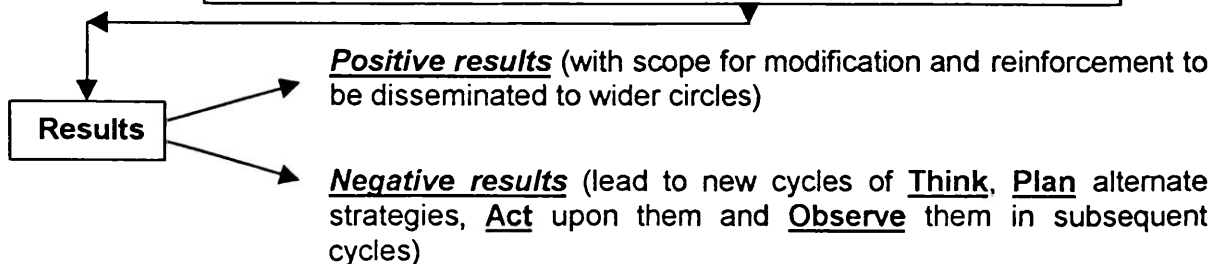 Positive results (with scope for modification and reinforcement to
be disseminated to wider circles)
Results
Negative results (lead to new cycles of Think, Plan alternate
strategies, Act upon them and Observe them in subsequent
cycles)